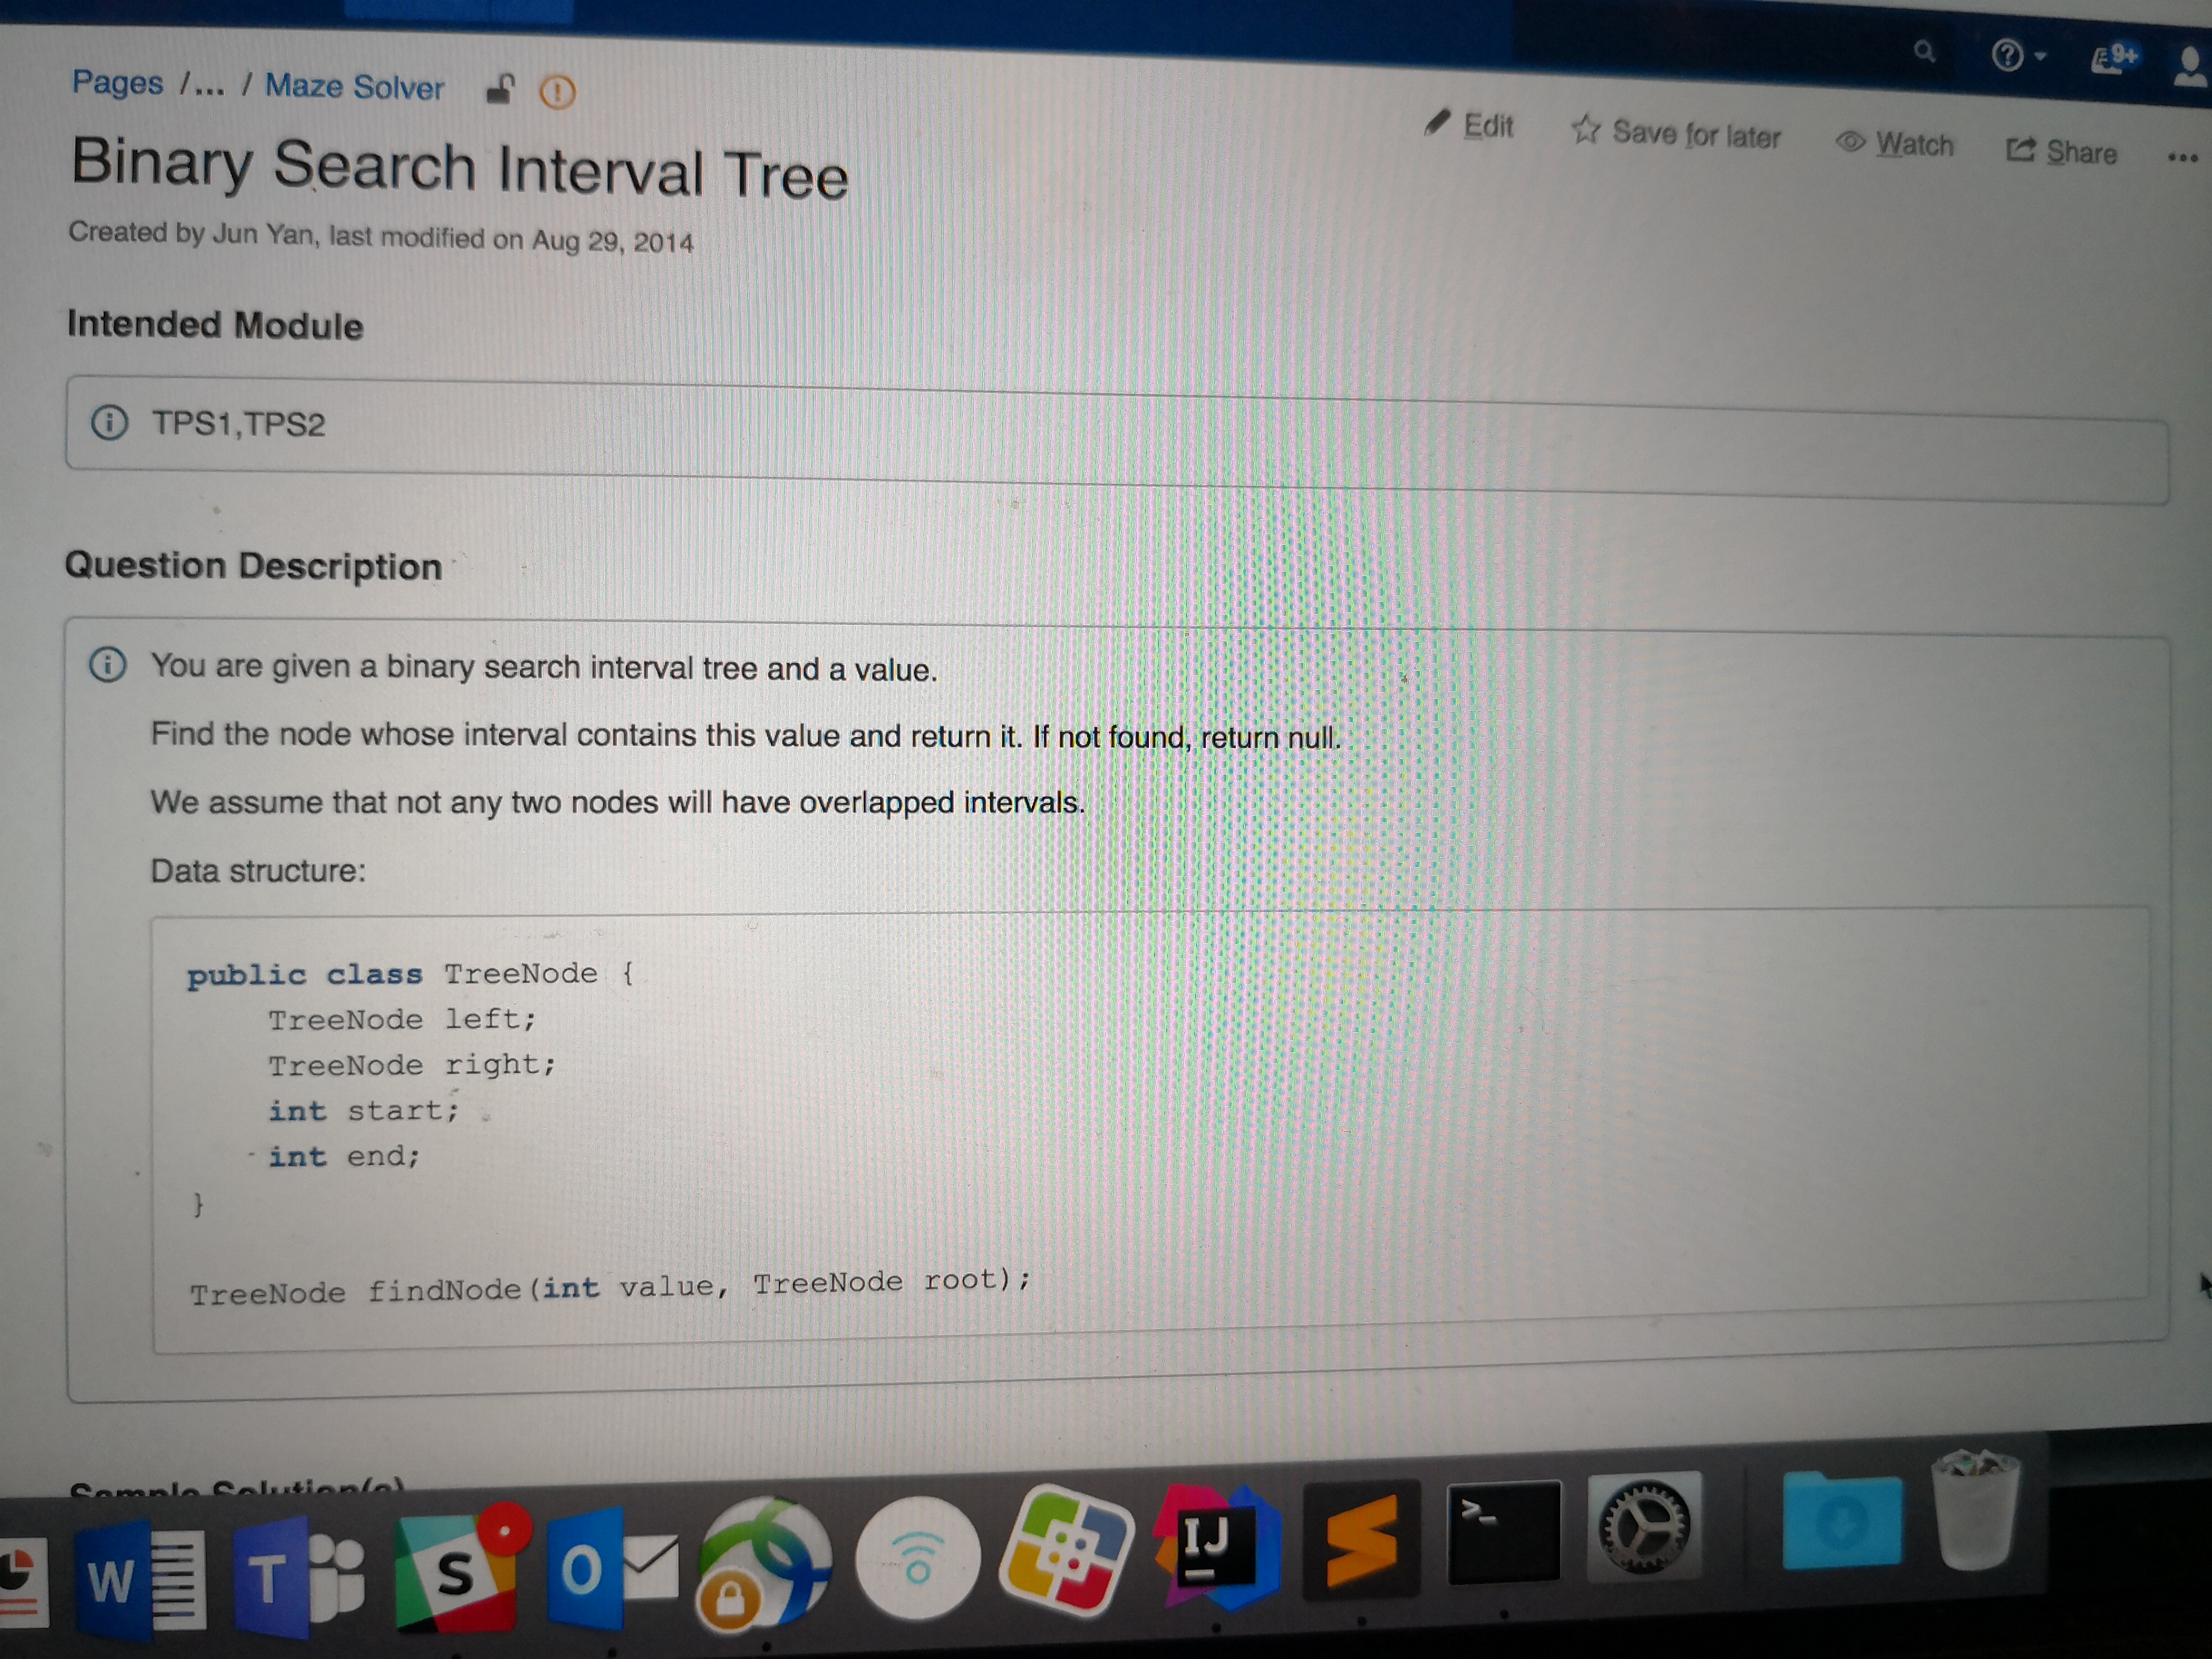 9+
Pages /... / Maze Solver
Edit Save for later Watch Share
Binary Search Interval Tree
Created by Jun Yan, last modified on Aug 29, 2014
Intended Module
TPS1,TPS2
Question Description
You are given a binary search interval tree and a value.
Find the node whose interval contains this value and return it. If not found, return null.
We assume that not any two nodes will have overlapped intervals.
Data structure:
public class TreeNode {
TreeNode left;
TreeNode right;
int start;
int end;
}
TreeNode findNode(int value, TreeNode root);
Sample Solution(s)
W T S O IJ >_